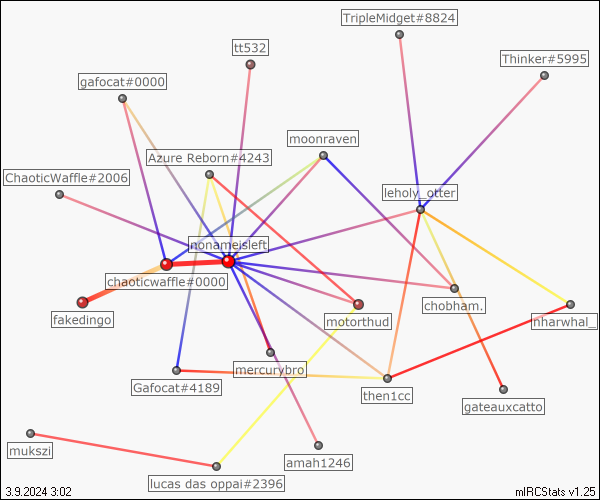 TripleMidget#8824
tt532
Thinker#5995
gafocat#0000
moonraven
Azure Reborn#4243
ChaoticWaffle#2006
leholy_otter
nonameisleft
chaoticwaffle#0000
chobham.
fakedingo
motorthud
nharwhal_
mercurybro
Gafocat#4189
then1cc
gateauxcatto
mukszi
amah1246
lucas das oppai#2396
3.9.2024 3:02
mIRCStats v1.25